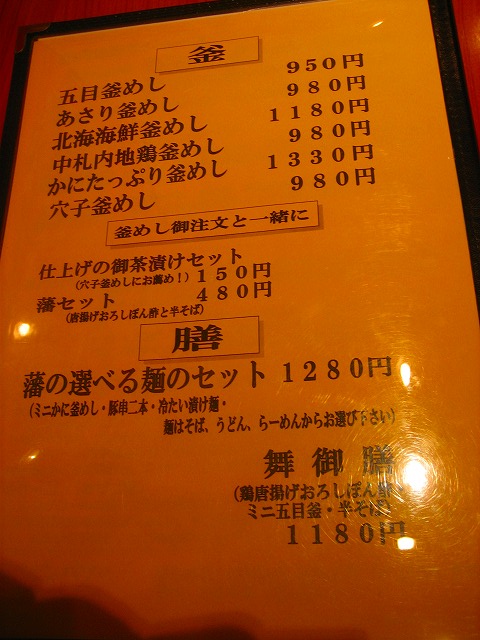 釜
五目釜めし 950円
あさり釜めし 980円
北海海鮮釜めし 1180円
中札内地鶏釜めし 980円
かにたっぷり釜めし 1330円
穴子釜めし 980円
釜めし御注文と一緒に
仕上げの御茶漬けセット
(穴子釜めしにお薦め!) 150円
藩セット 480円
(唐揚げおろしぽん酢と半そば)
膳
藩の選べる麺のセット 1280円
(ミニかに釜めし・豚串二本・冷たい漬け麺・
麺はそば、うどん、らーめんからお選び下さい)
舞御膳
(鶏唐揚げおろしぽん酢・
ミニ五目釜・半そば)
1180円